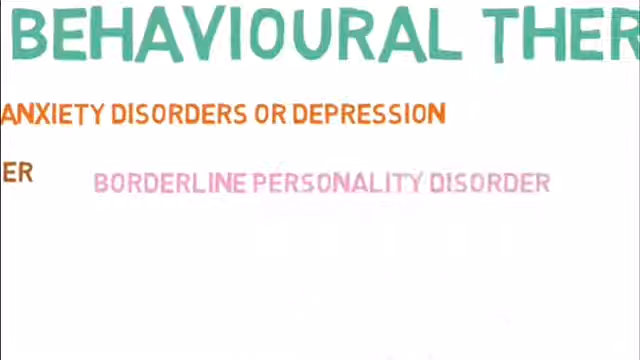 BEHAVIOURAL THER
ANXIETY DISORDERS OR DEPRESSION
ER
BORDERLINE PERSONALITY DISORDER